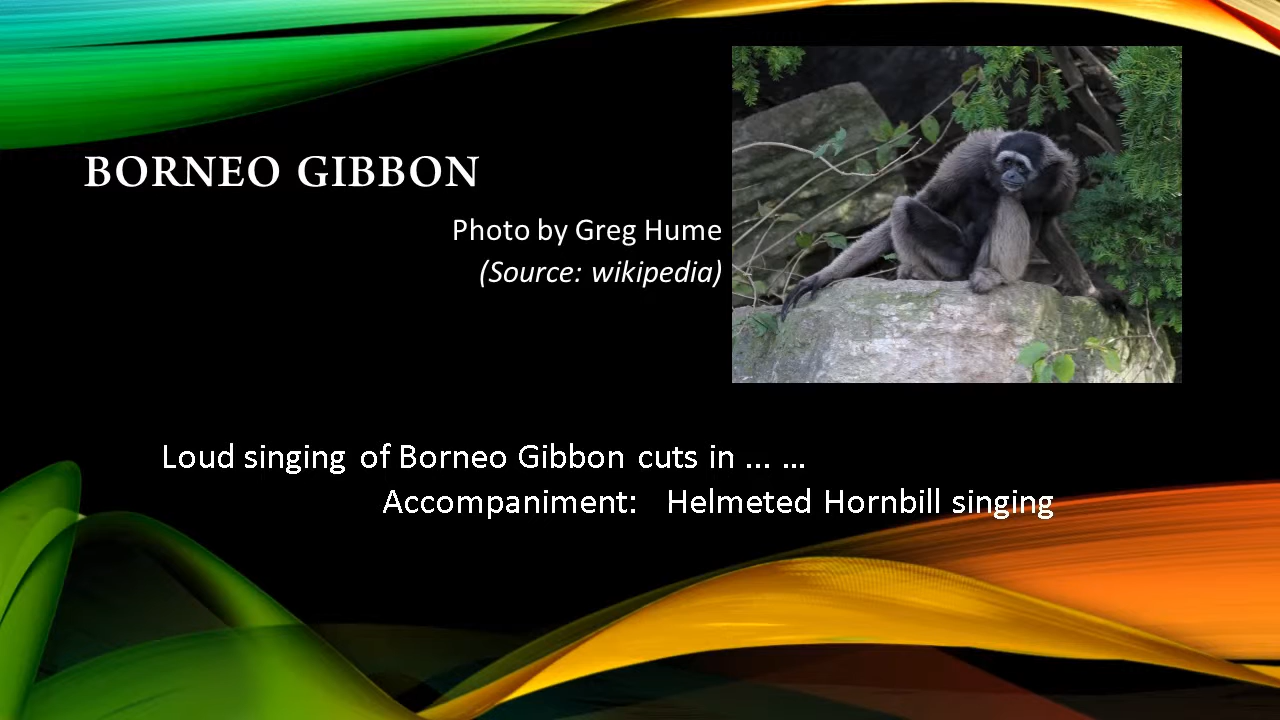 BORNEO GIBBON
Photo by Greg Hume
(Source: wikipedia)
Loud singing of Borneo Gibbon cuts in ... ...
Accompaniment: Helmeted Hornbill singing